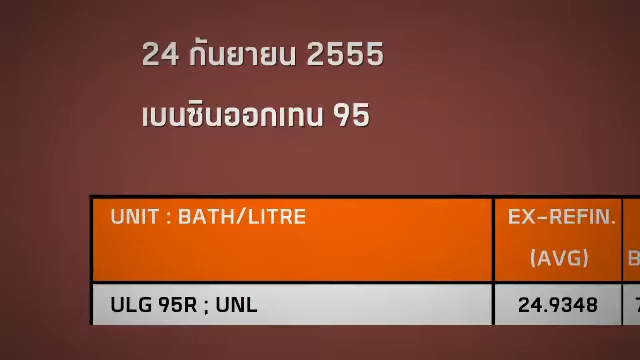 24 กันยายน 2555
เบนซินออกเทน 95
UNIT : BATH/LITRE
EX-REFIN.
(AVG)
B
ULG 95R ; UNL
24.9348